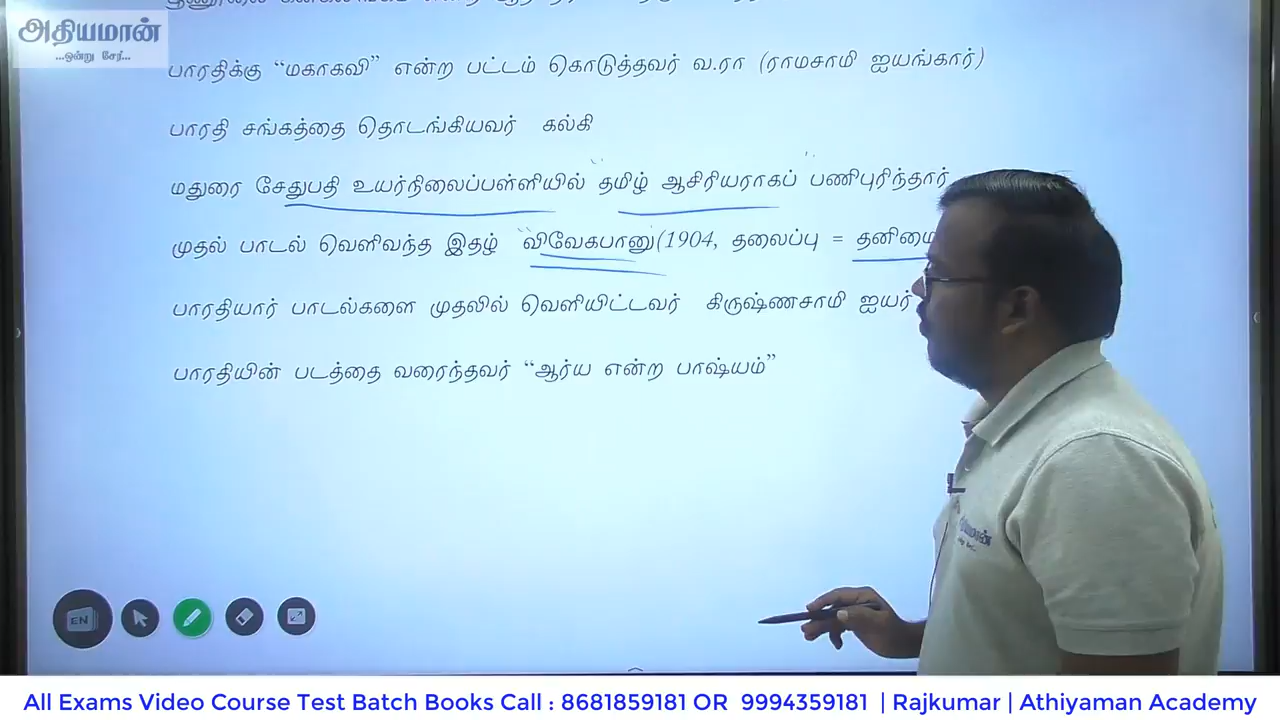 அதியமான்
...ஒன்று சேர்...
பாரதிக்கு “மகாகவி” என்ற பட்டம் கொடுத்தவர் வ.ரா (ராமசாமி ஐயங்கார்)
பாரதி சங்கத்தை தொடங்கியவர் கல்கி
மதுரை சேதுபதி உயர்நிலைப்பள்ளியில் தமிழ் ஆசிரியராகப் பணிபுரிந்தார்
முதல் பாடல் வெளிவந்த இதழ் விவேகபானு(1904, தலைப்பு = தனிமை
பாரதியார் பாடல்களை முதலில் வெளியிட்டவர் கிருஷ்ணசாமி ஐயர்
பாரதியின் படத்தை வரைந்தவர் “ஆர்ய என்ற பாஷ்யம்”
EN
All Exams Video Course Test Batch Books Call : 8681859181 OR 9994359181 | Rajkumar | Athiyaman Academy